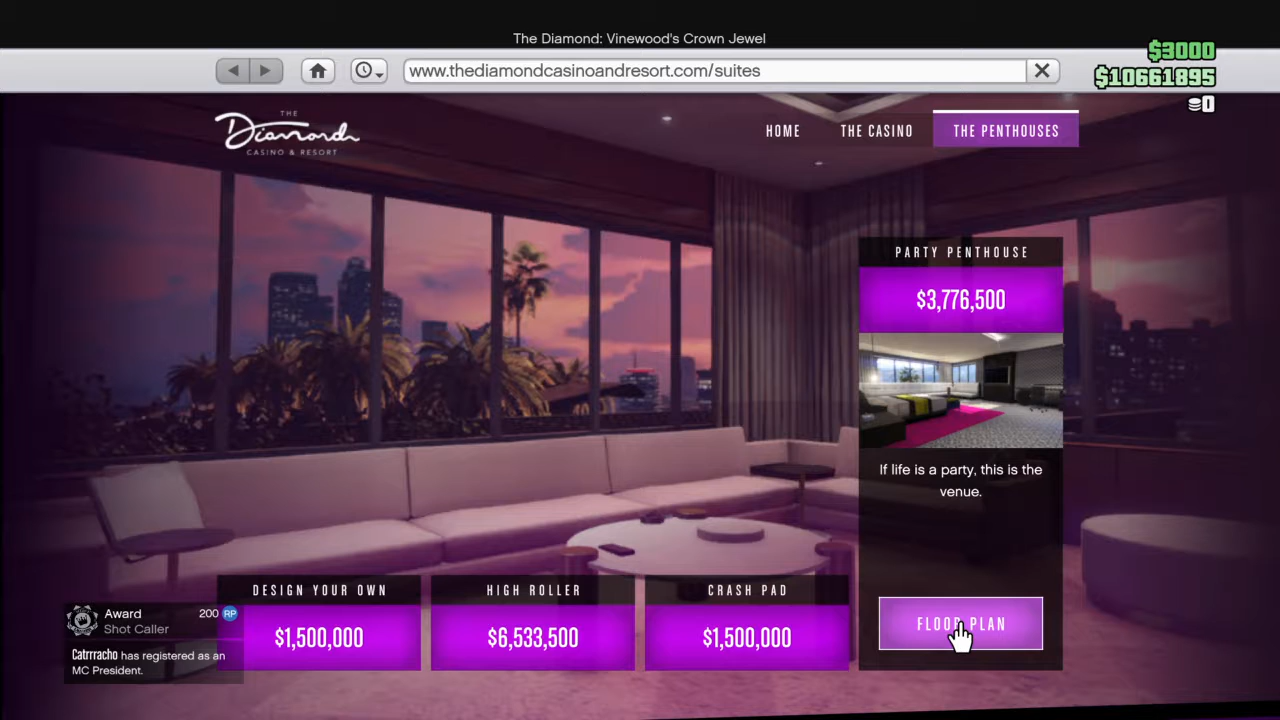 The Diamond: Vinewood's Crown Jewel
$3000
www.thediamondcasinoandresort.com/suites
$10661895
0
THE
Diamond
CASINO & RESORT
HOME
THE CASINO
THE PENTHOUSES
PARTY PENTHOUSE
$3,776,500
If life is a party, this is the
venue.
FLOOR PLAN
DESIGN YOUR OWN
$1,500,000
HIGH ROLLER
$6,533,500
CRASH PAD
$1,500,000
Award
200 RP
Shot Caller
Catrrracho has registered as an
MC President.